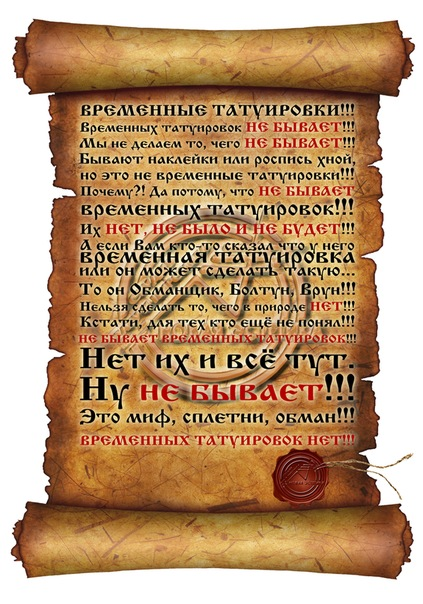 ВРЕМЕННЫЕ ТАТУИРОВКИ!!!
Временных татуировок НЕ БЫВАЕТ!!!
Мы не делаем то, чего НЕ БЫВАЕТ!!!
Бывают наклейки или роспись хной,
но это не временные татуировки!!!
Почему?! Да потому, что НЕ БЫВАЕТ
временных татуировок!!!
Их НЕТ, НЕ БЫЛО И НЕ БУДЕТ!!!
А если Вам кто-то сказал что у него
временная татуировка
или он может сделать такую...
То он Обманщик, Болтун, Врун!!!
Нельзя сделать то, чего в природе НЕТ!!!
Кстати, для тех кто ещё не понял!!!
НЕ БЫВАЕТ ВРЕМЕННЫХ ТАТУИРОВОК!!!
Нет их и всё тут.
Ну НЕ БЫВАЕТ!!!
Это миф, сплетни, обман!!!
ВРЕМЕННЫХ ТАТУИРОВОК НЕТ!!!